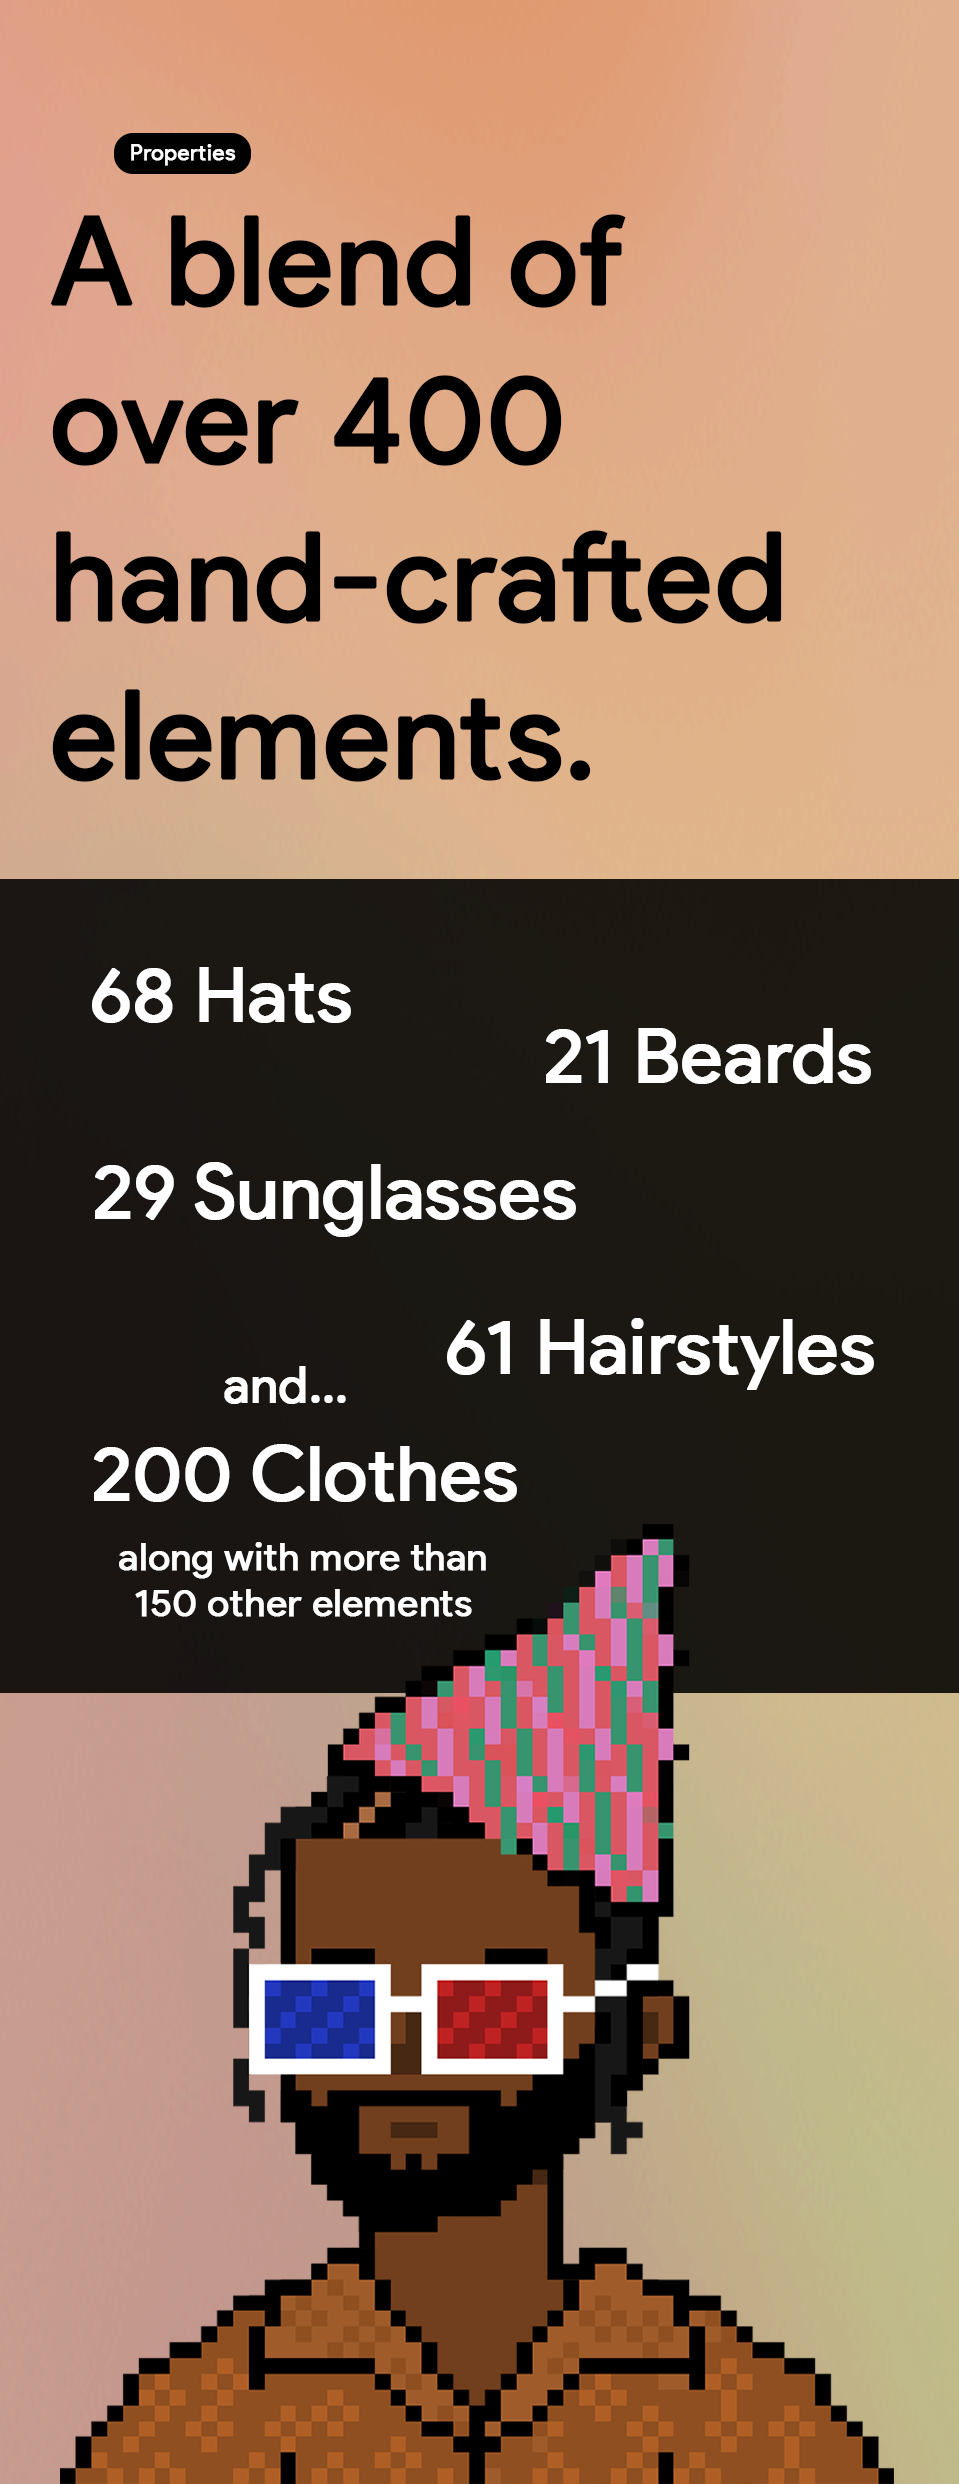 Properties
A blend of
over 400
hand-crafted
elements.
68 Hats
21 Beards
29 Sunglasses
61 Hairstyles
and...
200 Clothes
along with more than
150 other elements